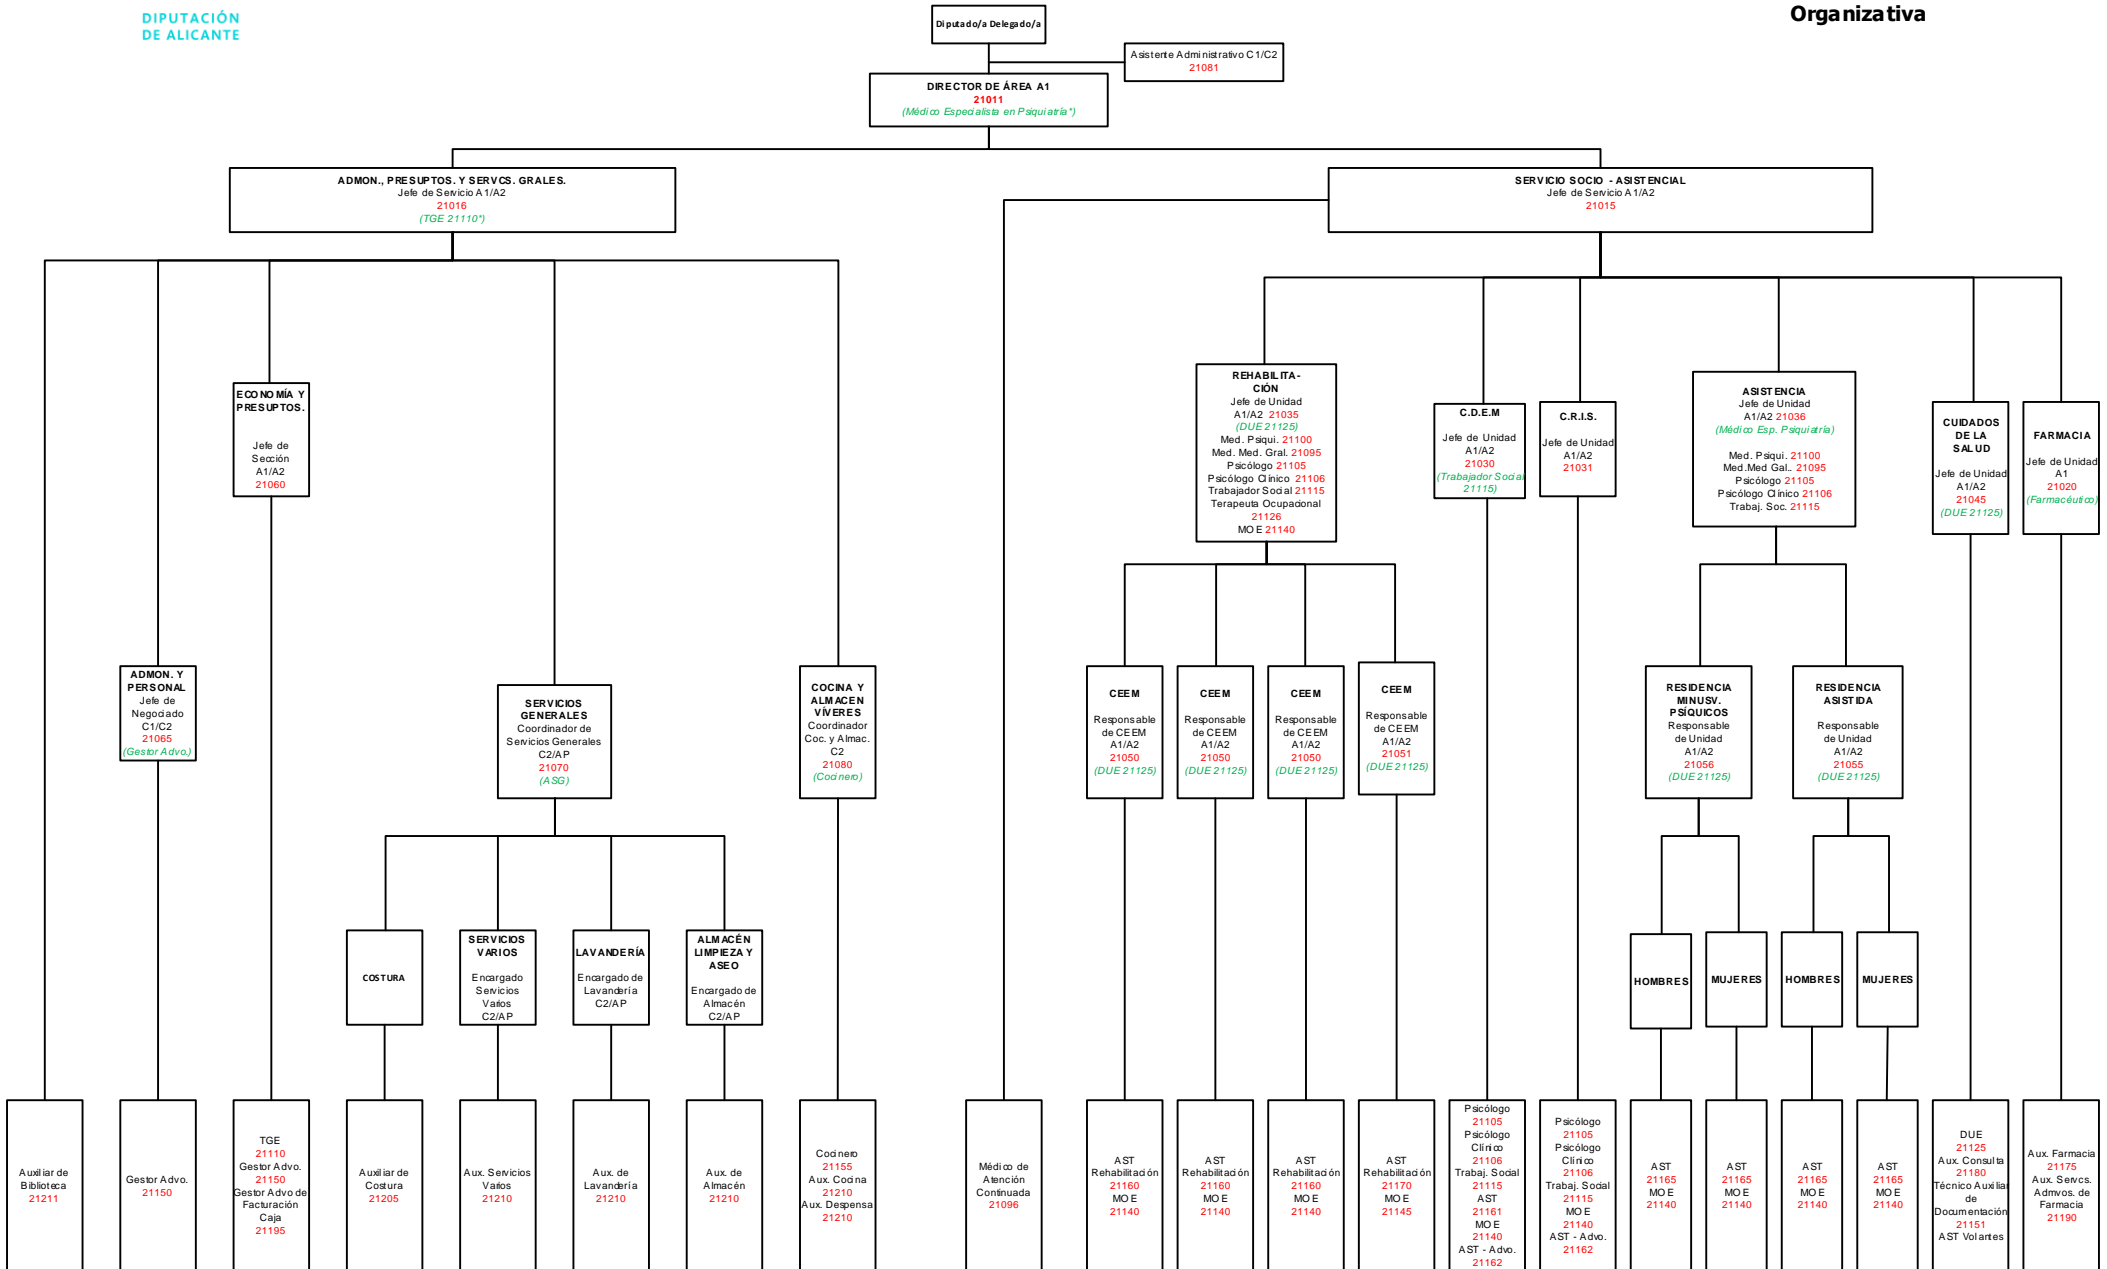 DIPUTACIÓN
DE ALICANTE
Organizativa
Diputado/a Delegado/a
Asistente Administrativo C1/C2
21081
DIRECTOR DE ÁREA A1
21011
(Médico Especialista en Psiquiatría*)
ADMON., PRESUPTOS. Y SERVCS. GRALES.
Jefe de Servicio A1/A2
21016
(TGE 21110*)
SERVICIO SOCIO - ASISTENCIAL
Jefe de Servicio A1/A2
21015
ECONOMÍA Y
PRESUPTOS.
Jefe de
Sección
A1/A2
21060
REHABILITA-
CIÓN
Jefe de Unidad
A1/A2 21035
(DUE 21125)
Med. Psiqui. 21100
Med. Med. Gral. 21095
Psicólogo 21105
Psicólogo Clínico 21106
Trabajador Social 21115
Terapeuta Ocupacional
21126
MOE 21140
C.D.E.M
Jefe de Unidad
A1/A2
21030
(Trabajador Social
21115)
C.R.I.S.
Jefe de Unidad
A1/A2
21031
ASISTENCIA
Jefe de Unidad
A1/A2 21036
(Médico Esp. Psiquiatría)
Med. Psiqui. 21100
Med.Med Gal.. 21095
Psicólogo 21105
Psicólogo Clínico 21106
Trabaj. Soc. 21115
CUIDADOS
DE LA
SALUD
Jefe de Unidad
A1/A2
21045
(DUE 21125)
FARMACIA
Jefe de Unidad
A1
21020
(Farmacéutico)
ADMON. Y
PERSONAL
Jefe de
Negociado
C1/C2
21065
(Gestor Advo.)
SERVICIOS
GENERALES
Coordinador de
Servicios Generales
C2/AP
21070
(ASG)
COCINA Y
ALMACEN
VÍVERES
Coordinador
Coc. y Almac.
C2
21080
(Cocinero)
CEEM
Responsable
de CEEM
A1/A2
21050
(DUE 21125)
CEEM
Responsable
de CEEM
A1/A2
21050
(DUE 21125)
CEEM
Responsable
de CEEM
A1/A2
21050
(DUE 21125)
CEEM
Responsable
de CEEM
A1/A2
21051
(DUE 21125)
RESIDENCIA
MINUSV.
PSÍQUICOS
Responsable
de Unidad
A1/A2
21056
(DUE 21125)
RESIDENCIA
ASISTIDA
Responsable
de Unidad
A1/A2
21055
(DUE 21125)
COSTURA
SERVICIOS
VARIOS
Encargado
Servicios
Varios
C2/AP
LAVANDERÍA
Encargado de
Lavandería
C2/AP
ALMACÉN
LIMPIEZA Y
ASEO
Encargado de
Almacén
C2/AP
HOMBRES
MUJERES
HOMBRES
MUJERES
Auxiliar de
Biblioteca
21211
Gestor Advo.
21150
TGE
21110
Gestor Advo.
21150
Gestor Advo de
Facturación
Caja
21195
Auxiliar de
Costura
21205
Aux. Servicios
Varios
21210
Aux. de
Lavandería
21210
Aux. de
Almacén
21210
Cocinero
21155
Aux. Cocina
21210
Aux. Despensa
21210
Médico de
Atención
Continuada
21096
AST
Rehabilitación
21160
MOE
21140
AST
Rehabilitación
21160
MOE
21140
AST
Rehabilitación
21160
MOE
21140
AST
Rehabilitación
21170
MOE
21145
Psicólogo
21105
Psicólogo
Clínico
21106
Trabaj. Social
21115
AST
21161
MOE
21140
AST - Advo.
21162
Psicólogo
21105
Psicólogo
Clínico
21106
Trabaj. Social
21115
MOE
21140
AST - Advo.
21162
AST
21165
MOE
21140
AST
21165
MOE
21140
AST
21165
MOE
21140
AST
21165
MOE
21140
DUE
21125
Aux. Consulta
21180
Técnico Auxiliar
de
Documentación
21151
AST Volantes
Aux. Farmacia
21175
Aux. Servcs.
Admvos. de
Farmacia
21190